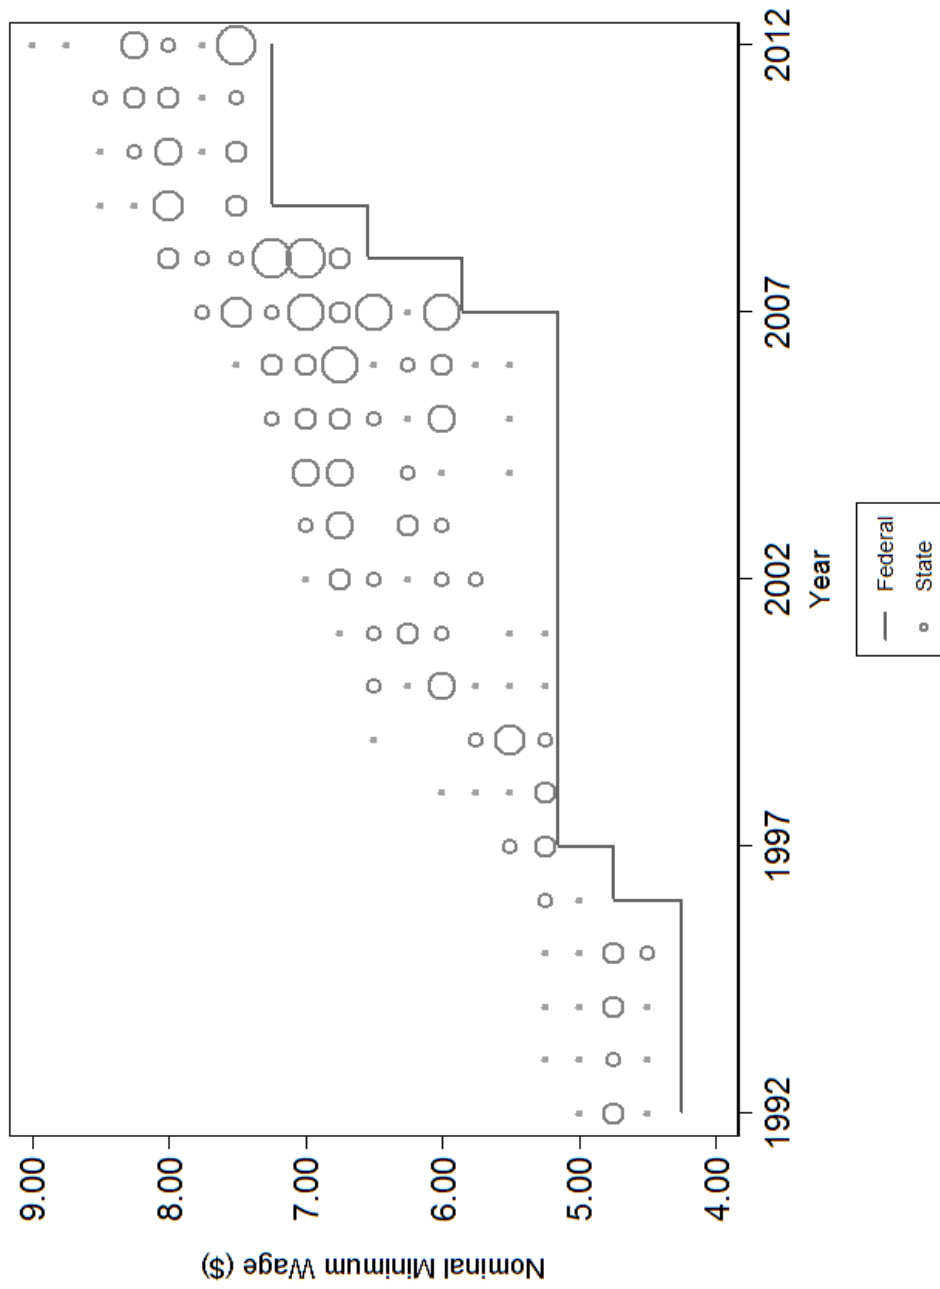 Nominal Minimum Wage ($)
9.00
8.00
7.00
6.00
5.00
4.00
1992
1997
2002
2007
2012
Year
Federal
State